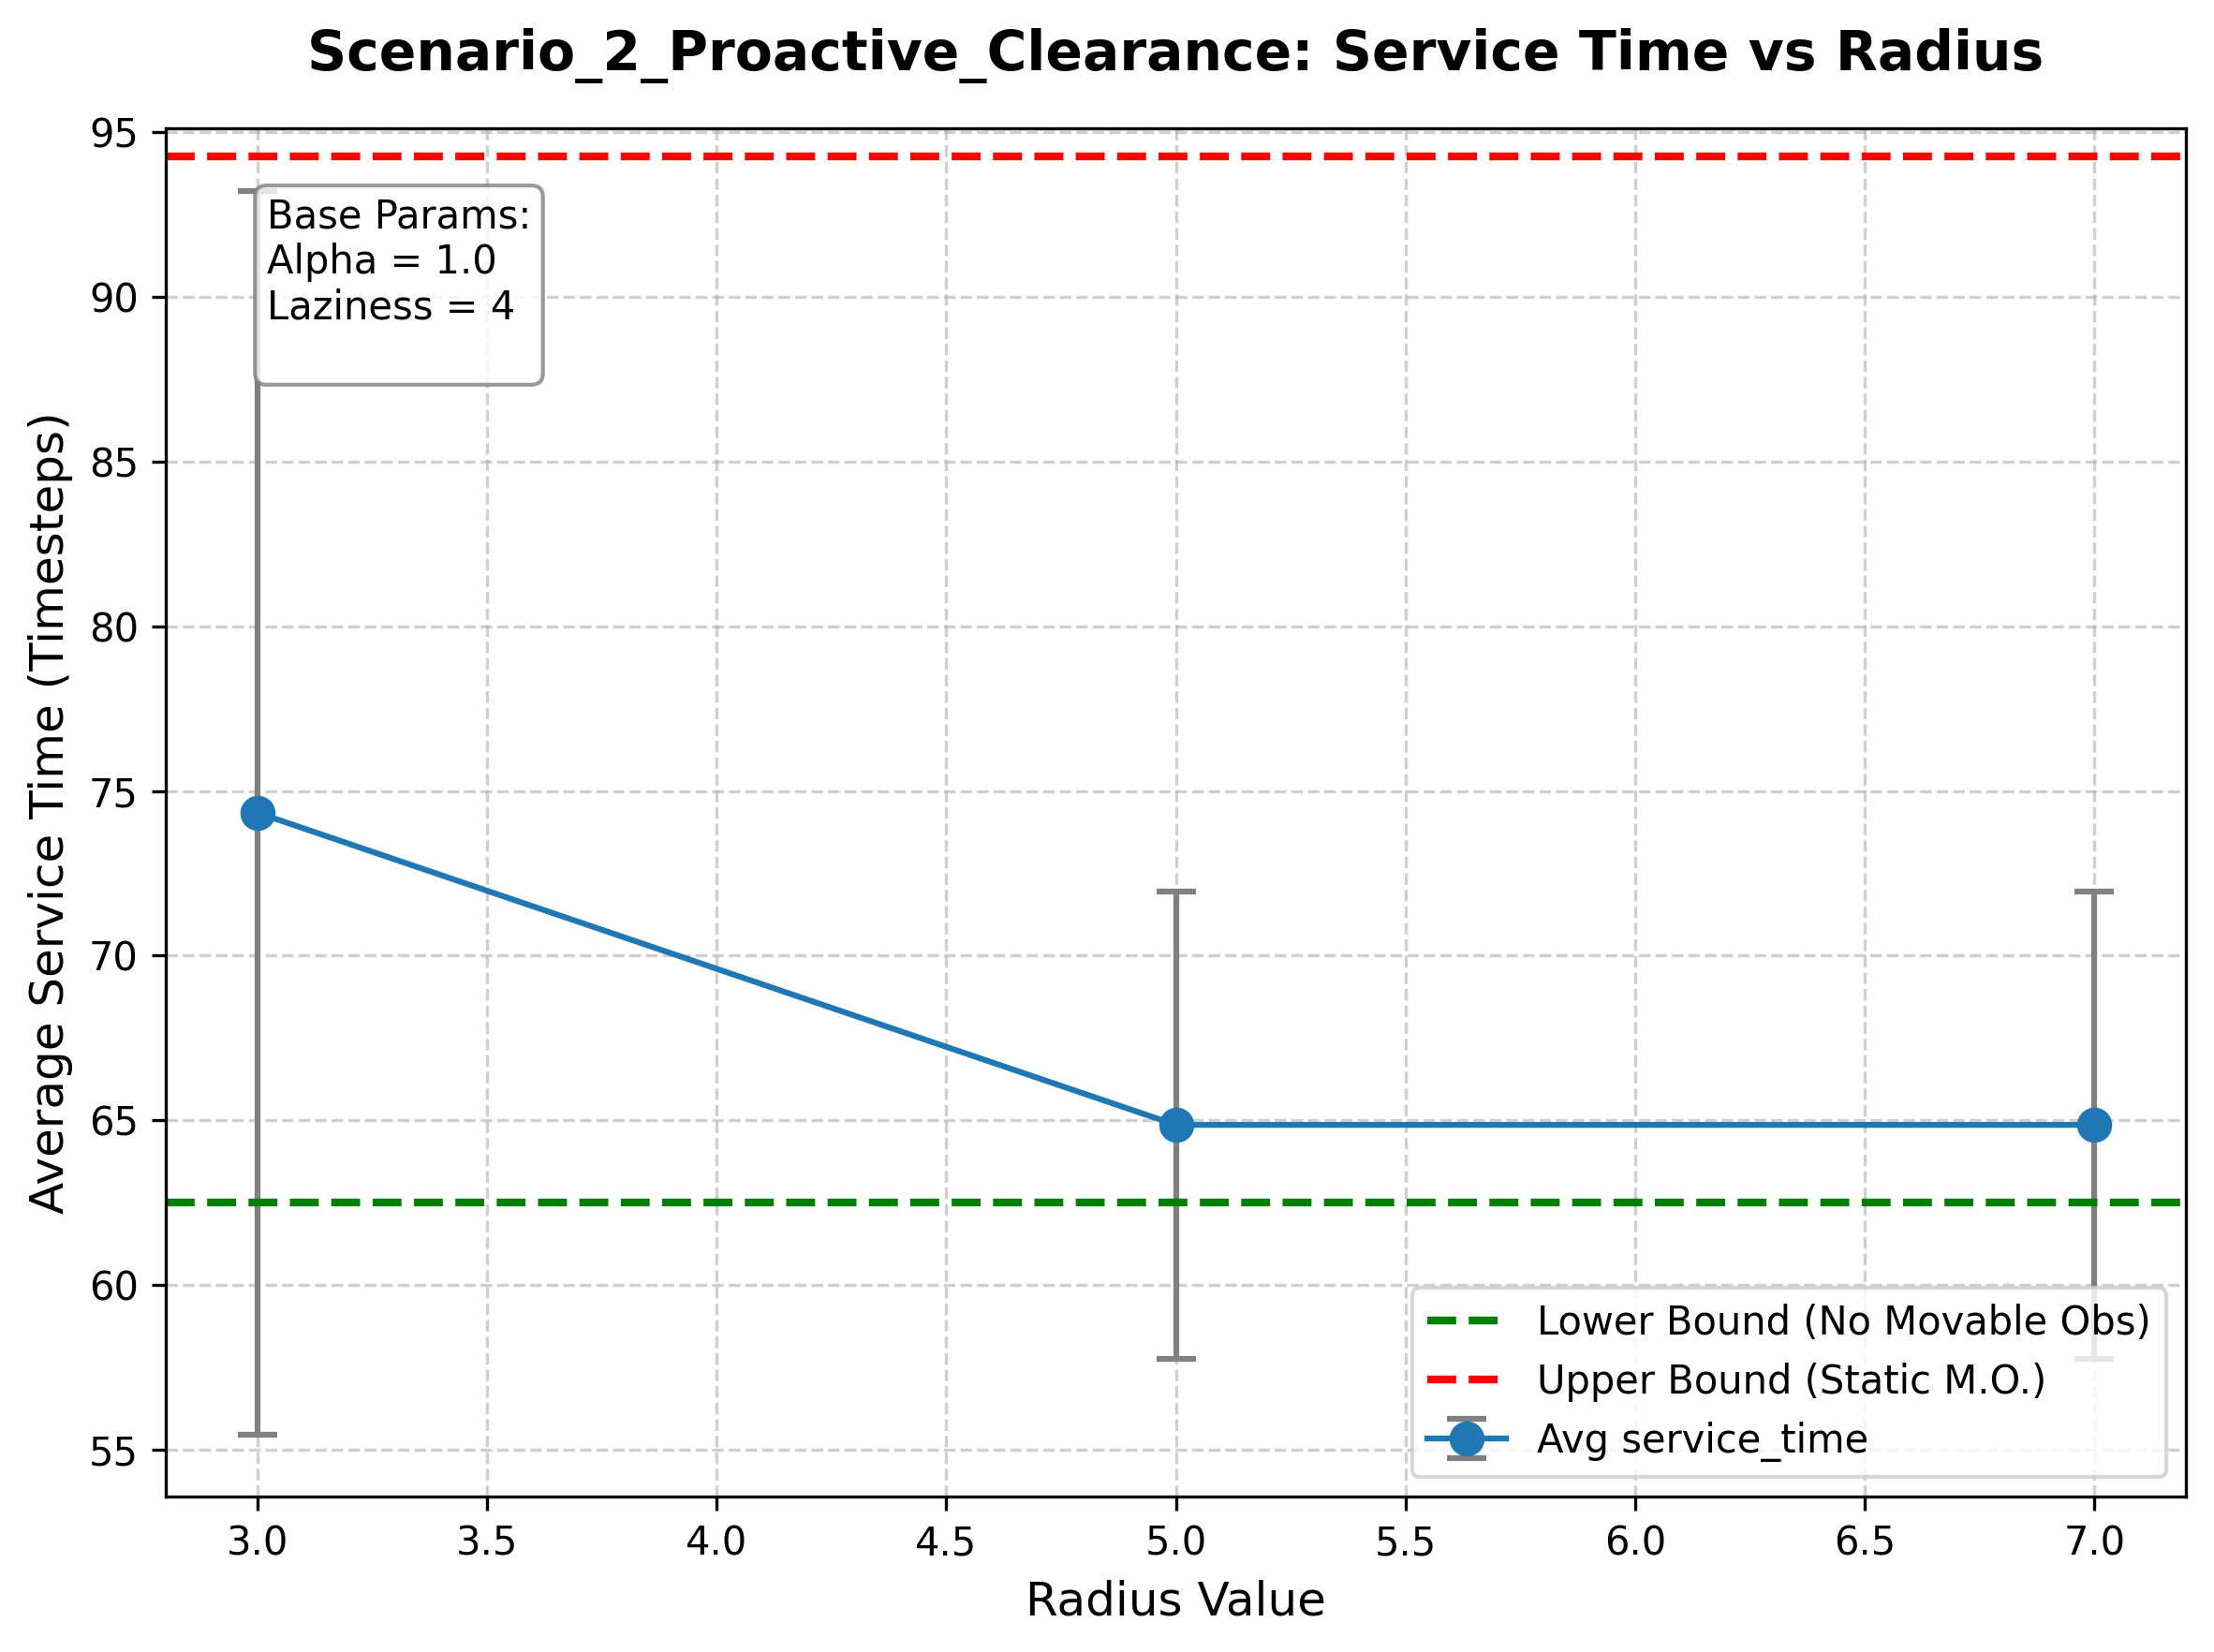 Scenario_2_Proactive_Clearance: Service Time vs Radius
95
90
85
80
75
70
65
60
55
Average Service Time (Timesteps)
Base Params:
Alpha = 1.0
Laziness = 4
Lower Bound (No Movable Obs)
Upper Bound (Static M.O.)
Avg service_time
3.0 3.5 4.0 4.5 5.0 5.5 6.0 6.5 7.0
Radius Value